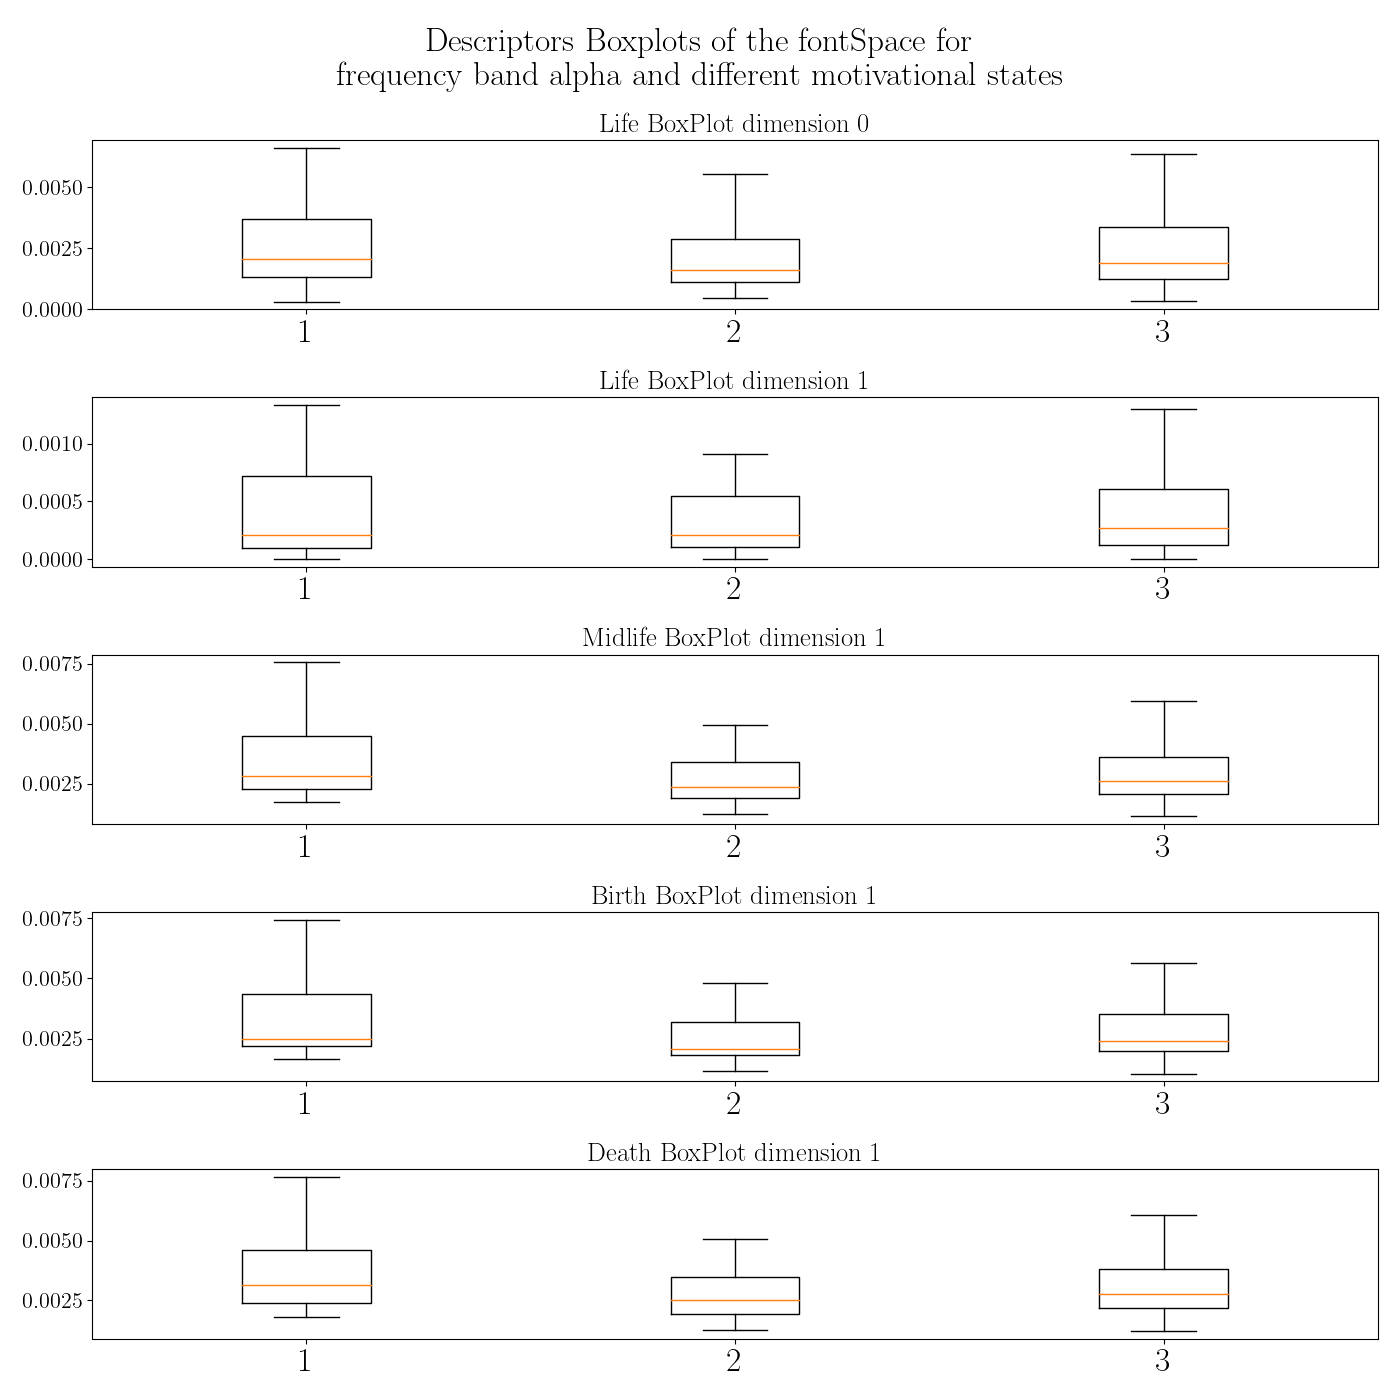 Descriptors Boxplots of the fontSpace for
frequency band alpha and different motivational states
Life BoxPlot dimension 0
0.0050
0.0025
0.0000
1 2 3
Life BoxPlot dimension 1
0.0010
0.0005
0.0000
1 2 3
Midlife BoxPlot dimension 1
0.0075
0.0050
0.0025
1 2 3
Birth BoxPlot dimension 1
0.0075
0.0050
0.0025
1 2 3
Death BoxPlot dimension 1
0.0075
0.0050
0.0025
1 2 3